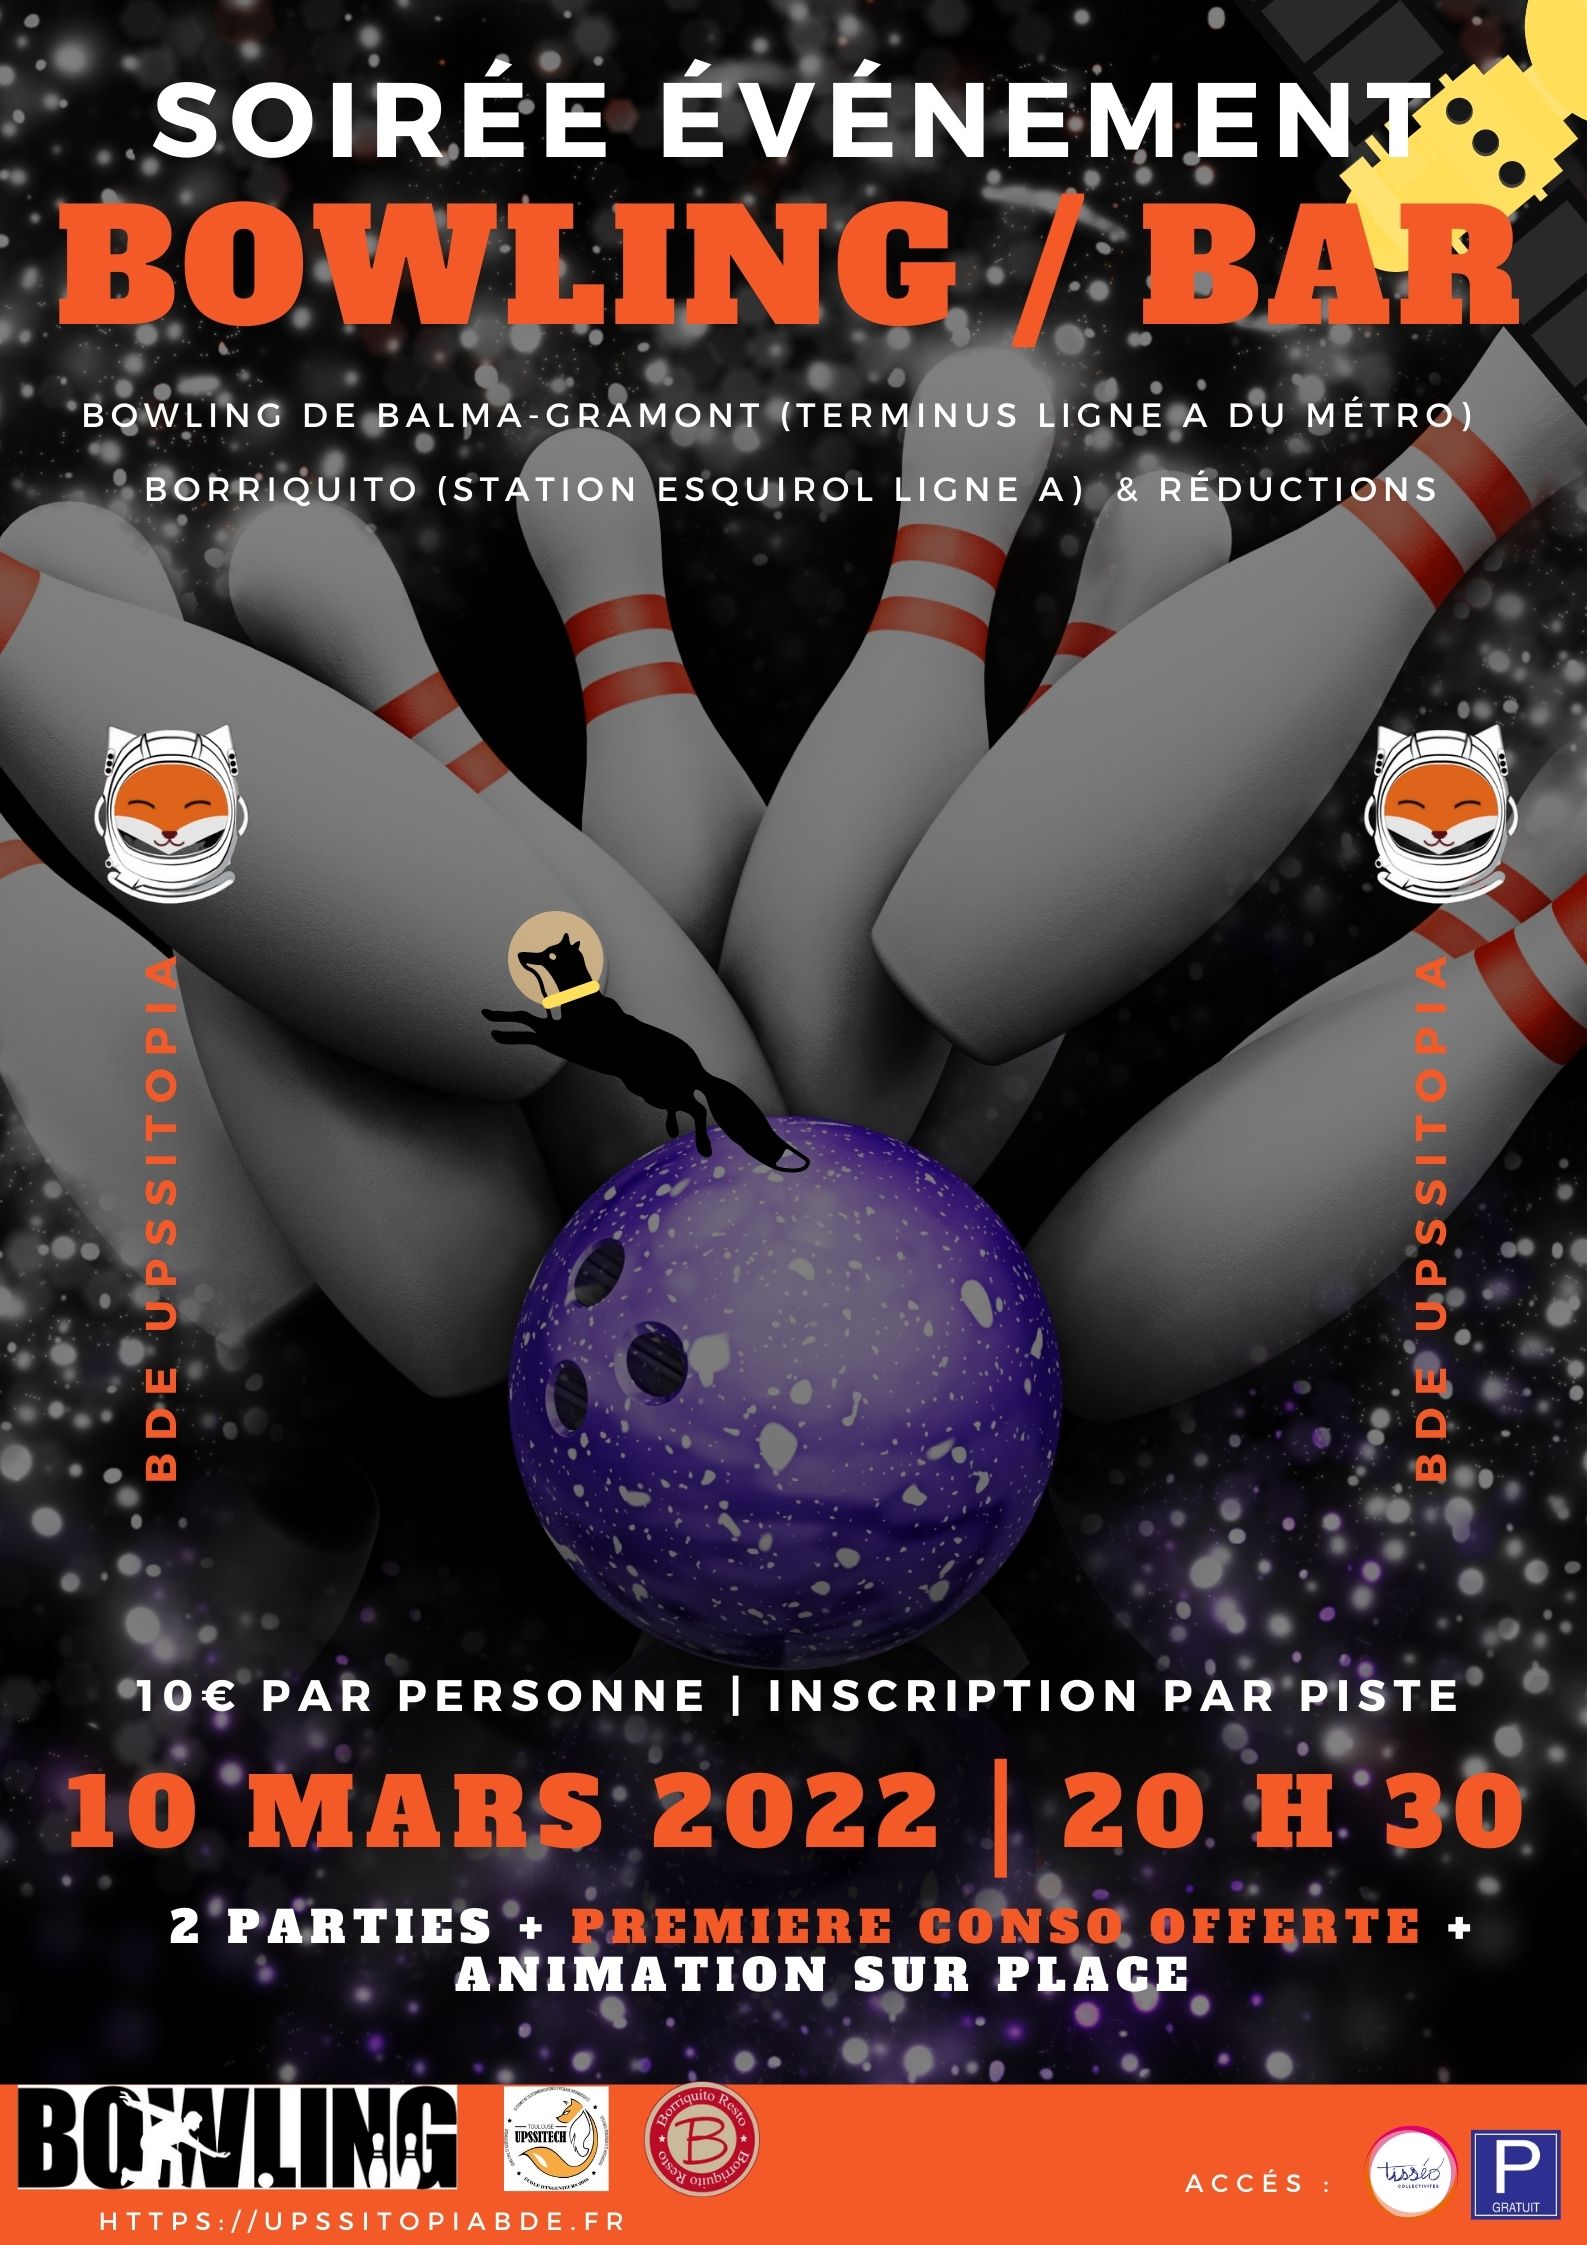 SOIRÉE ÉVÉNEMENT
BOWLING / BAR
BOWLING DE BALMA-GRAMONT (TERMINUS LIGNE A DU MÉTRO)
BORRIQUITO (STATION ESQUIROL LIGNE A) & RÉDUCTIONS
BDE UPSSITOPIA
BDE UPSSITOPIA
10€ PAR PERSONNE | INSCRIPTION PAR PISTE
10 MARS 2022 | 20 H 30
2 PARTIES + PREMIERE CONSO OFFERTE +
ANIMATION SUR PLACE
BOWLING
TOULOUSE
UPSSITECH
Borriquito Resto
B
Borriquito Resto
HTTPS://UPSSITOPIABDE.FR
ACCÉS :
tisséo
COLLECTIVITÉS
P
GRATUIT